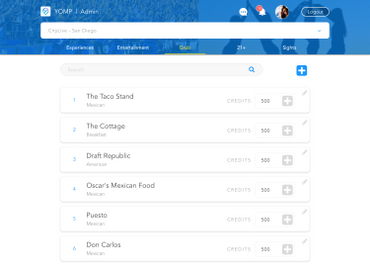 YOMP | Admin
Logout
CityLive - San Diego
Experiences
Entertainment
21+
Sights
Search
1 The Taco Stand CREDITS 500
Mexican
2 The Cottage CREDITS 500
Breakfast
3 Draft Republic CREDITS 500
American
4 Oscar's Mexican Food CREDITS 500
Mexican
5 Puesto CREDITS 500
Mexican
6 Don Carlos CREDITS 500
Mexican